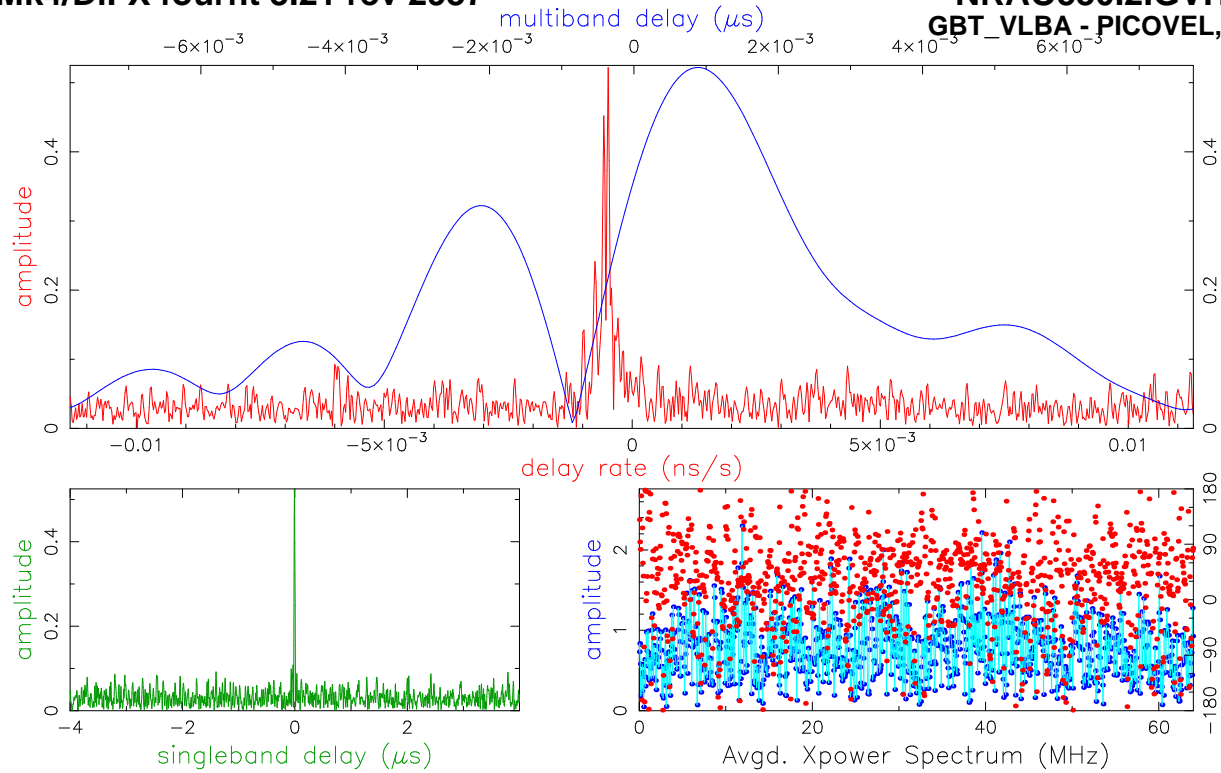 multiband delay (μs)
GBT_VLBA - PICOVEL,
−6×10⁻³ −4×10⁻³ −2×10⁻³ 0 2×10⁻³ 4×10⁻³ 6×10⁻³
amplitude
0 0.2 0.4
0 0.2 0.4
−0.01 −5×10⁻³ 0 5×10⁻³ 0.01
delay rate (ns/s)
amplitude
0 0.2 0.4
−4 −2 0 2
singleband delay (μs)
amplitude
0 1 2
−180 −90 0 90 180
0 20 40 60
Avgd. Xpower Spectrum (MHz)